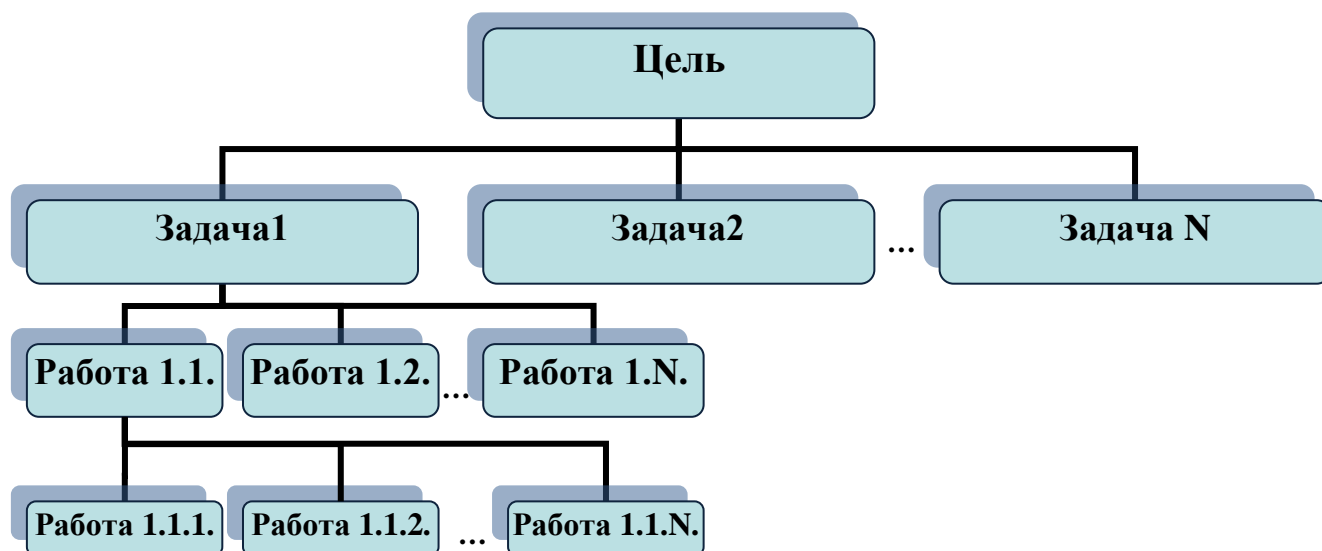 Цель
Задача1
Задача2
...
Задача N
Работа 1.1.
Работа 1.2.
...
Работа 1.N.
Работа 1.1.1.
Работа 1.1.2.
...
Работа 1.1.N.